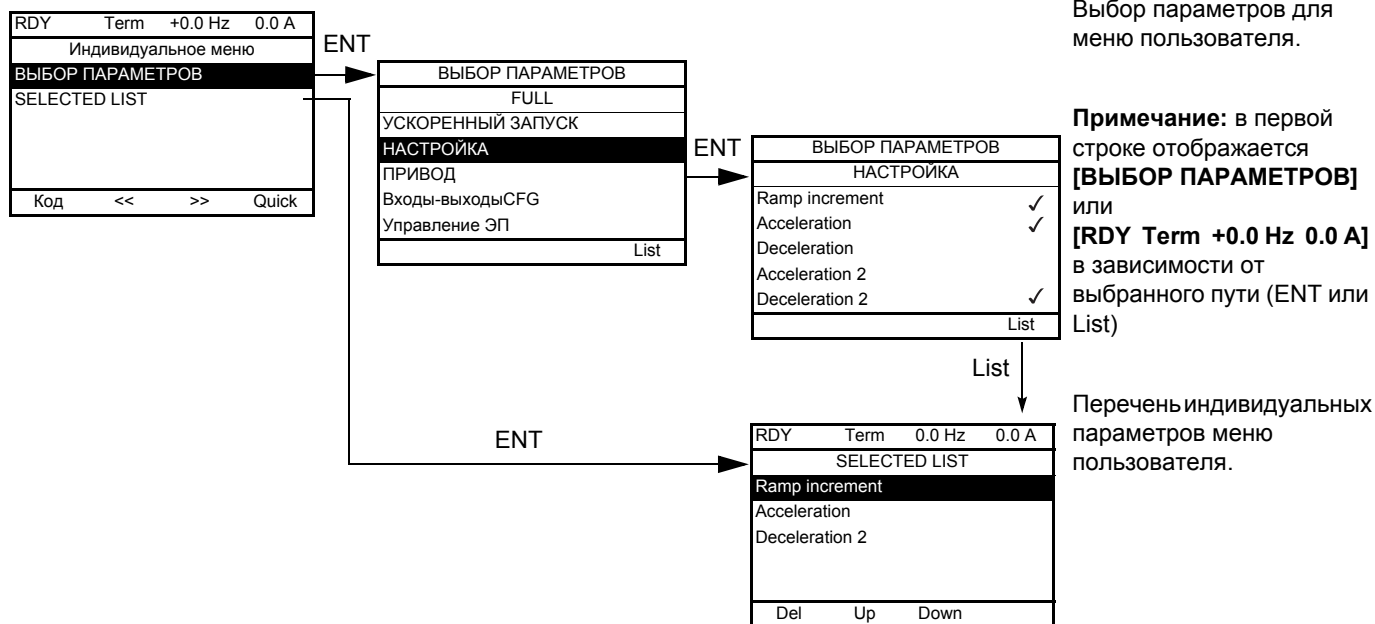 RDY Term +0.0 Hz 0.0 A
Индивидуальное меню
ВЫБОР ПАРАМЕТРОВ
SELECTED LIST
Код << >> Quick
ENT
ВЫБОР ПАРАМЕТРОВ
FULL
УСКОРЕННЫЙ ЗАПУСК
НАСТРОЙКА
ПРИВОД
Входы-выходыCFG
Управление ЭП
List
ENT
ВЫБОР ПАРАМЕТРОВ
НАСТРОЙКА
Ramp increment ✓
Acceleration ✓
Deceleration
Acceleration 2
Deceleration 2 ✓
List
List
ENT
RDY Term 0.0 Hz 0.0 A
SELECTED LIST
Ramp increment
Acceleration
Deceleration 2
Del Up Down
Выбор параметров для
меню пользователя.
Примечание: в первой
строке отображается
[ВЫБОР ПАРАМЕТРОВ]
или
[RDY Term +0.0 Hz 0.0 A]
в зависимости от
выбранного пути (ENT или
List)
Перечень индивидуальных
параметров меню
пользователя.